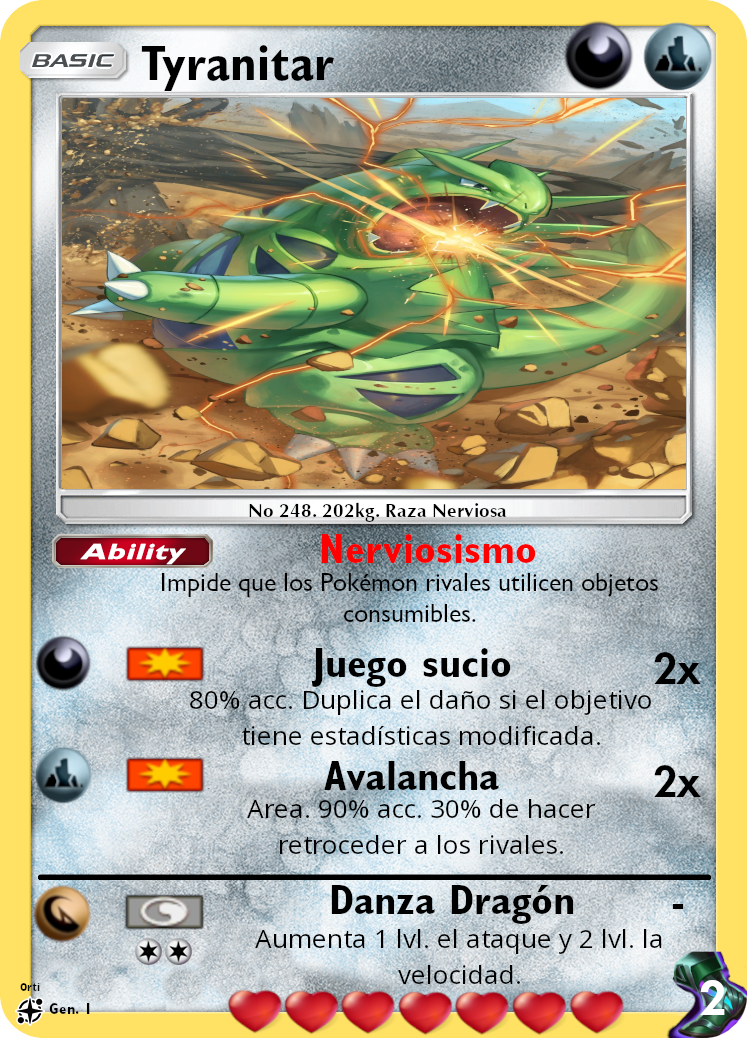 BASIC Tyranitar
No 248. 202kg. Raza Nerviosa
Ability Nerviosismo
Impide que los Pokémon rivales utilicen objetos
consumibles.
Juego sucio 2x
80% acc. Duplica el daño si el objetivo
tiene estadísticas modificada.
Avalancha 2x
Area. 90% acc. 30% de hacer
retroceder a los rivales.
Danza Dragón -
Aumenta 1 lvl. el ataque y 2 lvl. la
velocidad.
Orti
Gen. I
2